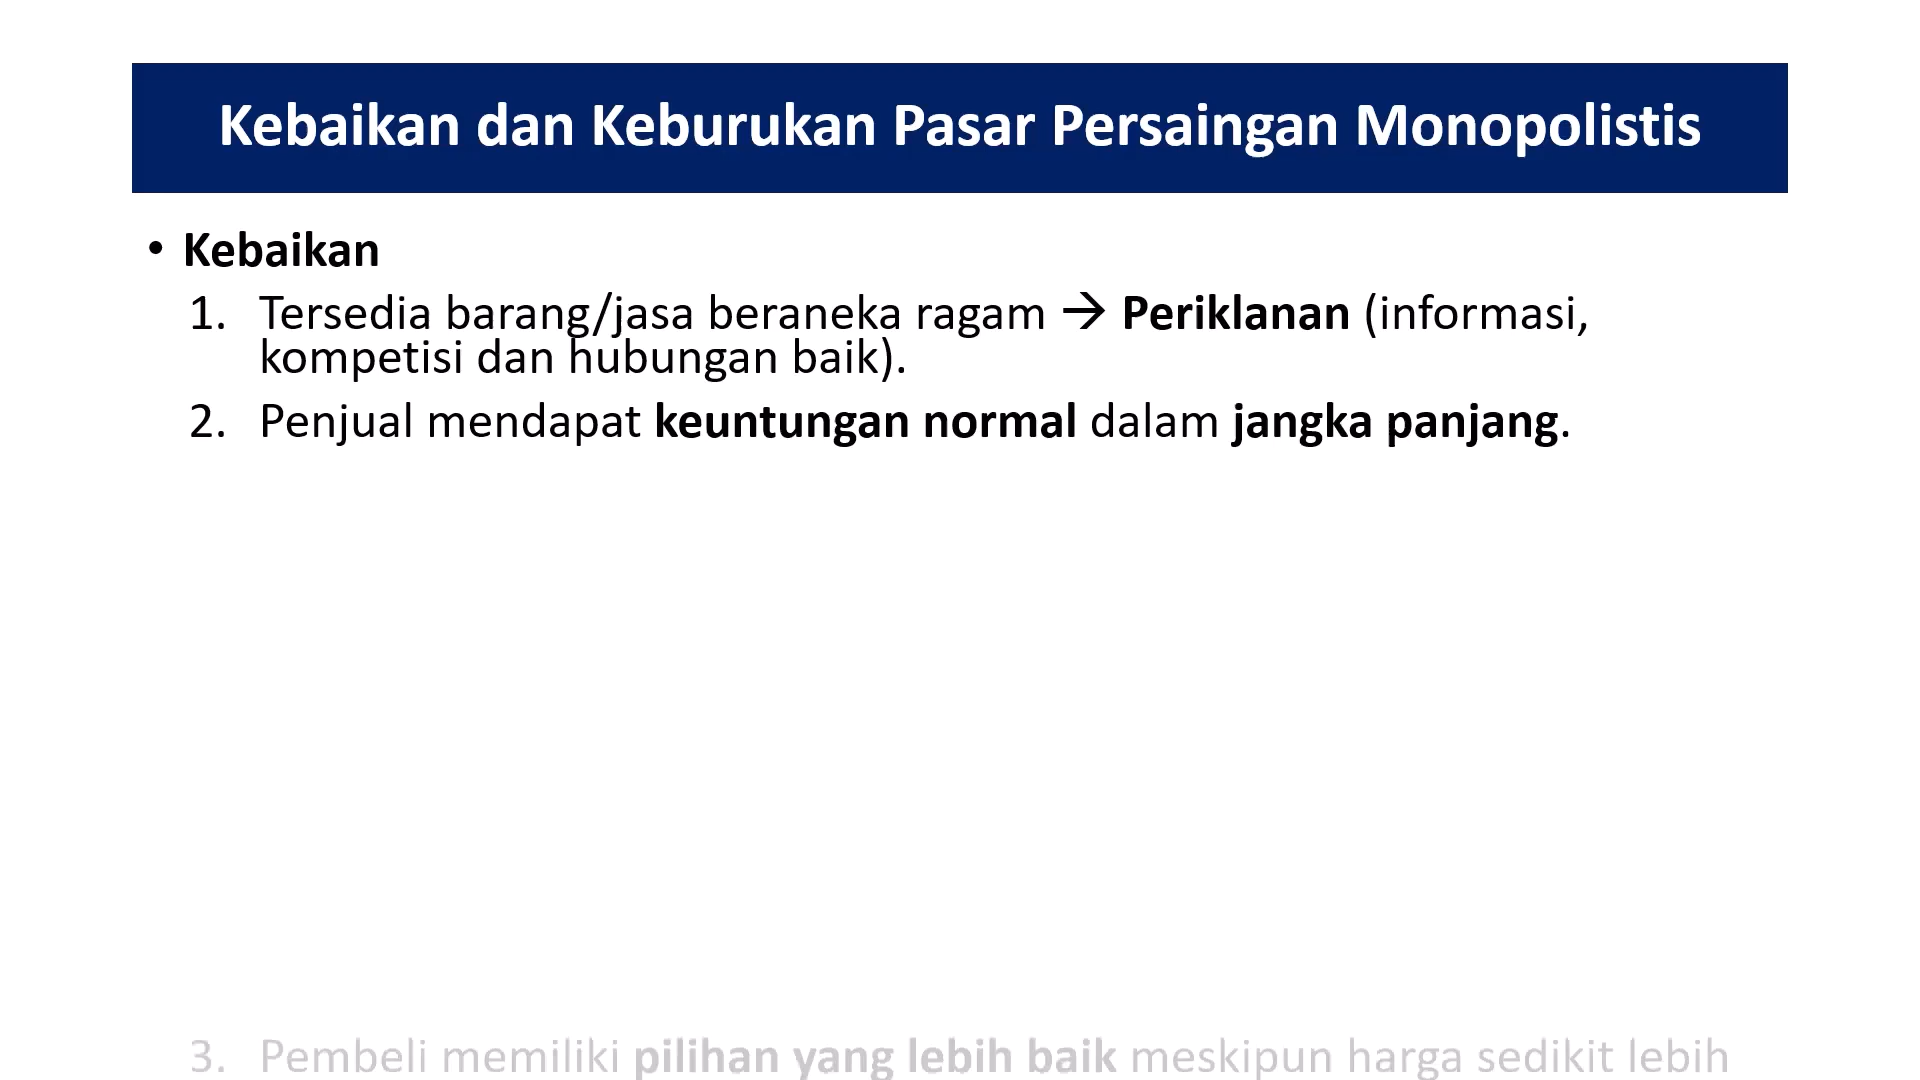 Kebaikan dan Keburukan Pasar Persaingan Monopolistis
• Kebaikan
1. Tersedia barang/jasa beraneka ragam → Periklanan (informasi,
kompetisi dan hubungan baik).
2. Penjual mendapat keuntungan normal dalam jangka panjang.
3. Pembeli memiliki pilihan yang lebih baik meskipun harga sedikit lebih